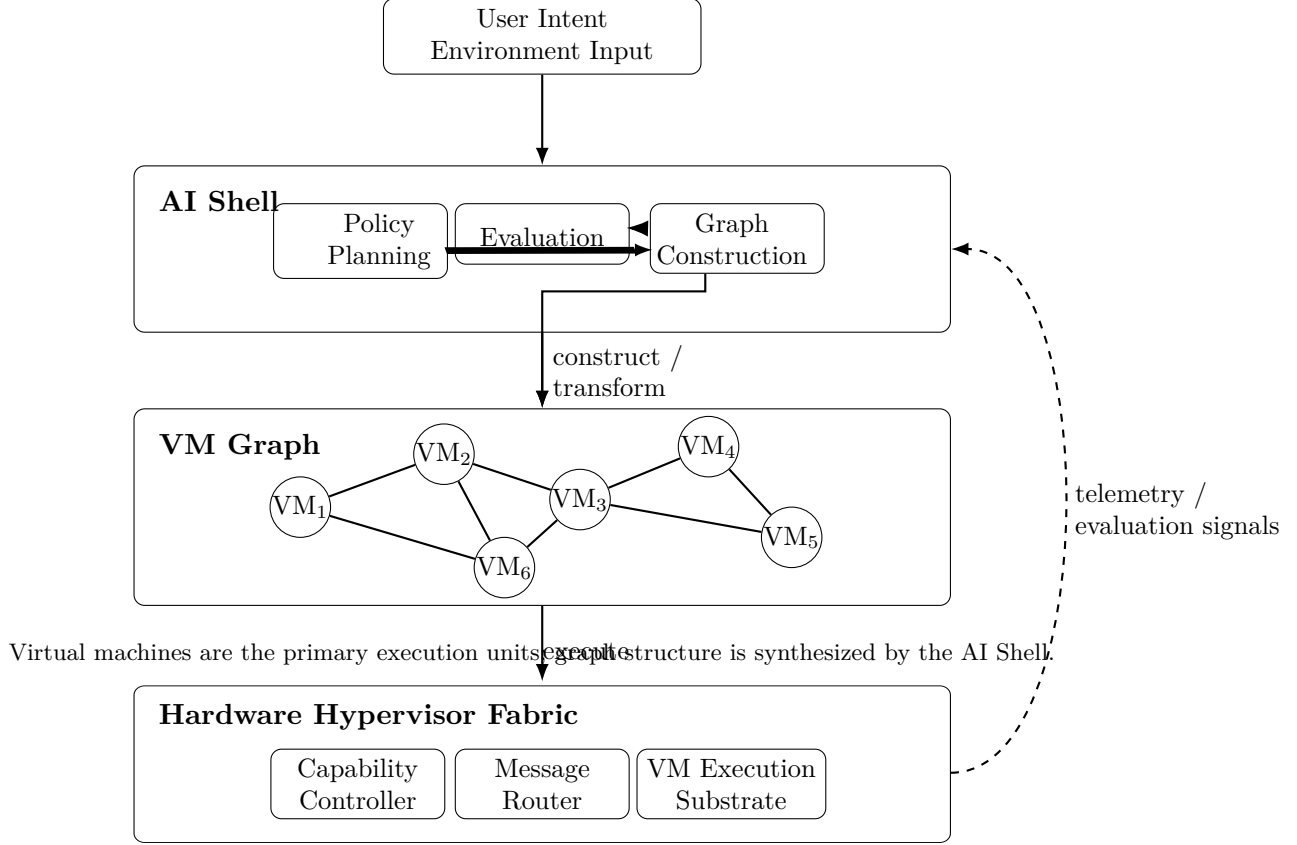 User Intent
Environment Input
AI Shell
Policy
Planning
Evaluation
Graph
Construction
construct /
transform
VM Graph
VM1
VM2
VM3
VM4
VM5
VM6
telemetry /
evaluation signals
Virtual machines are the primary execution units; graph structure is synthesized by the AI Shell.
execute
Hardware Hypervisor Fabric
Capability
Controller
Message
Router
VM Execution
Substrate